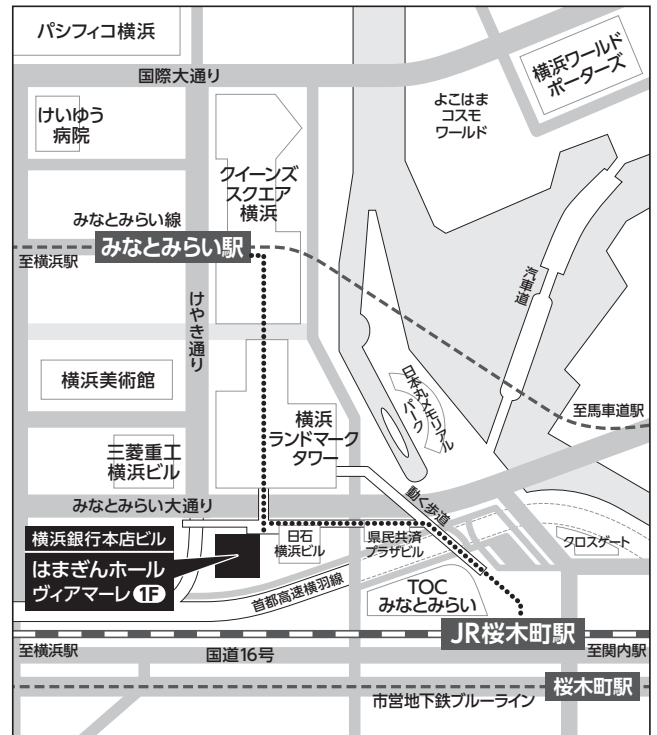 パシフィコ横浜
国際大通り
横浜ワールド
ポーターズ
けいゆう
病院
よこはま
コスモ
ワールド
クイーンズ
スクエア
横浜
みなとみらい線
みなとみらい駅
至横浜駅
けやき通り
汽車道
横浜美術館
日本丸メモリアル
パーク
至馬車道駅
横浜
ランドマーク
タワー
三菱重工
横浜ビル
みなとみらい大通り
動く歩道
横浜銀行本店ビル
はまぎんホール
ヴィアマーレ 1F
日石
横浜ビル
県民共済
プラザビル
クロスゲート
首都高速横羽線
TOC
みなとみらい
JR桜木町駅
至横浜駅
国道16号
至関内駅
桜木町駅
市営地下鉄ブルーライン